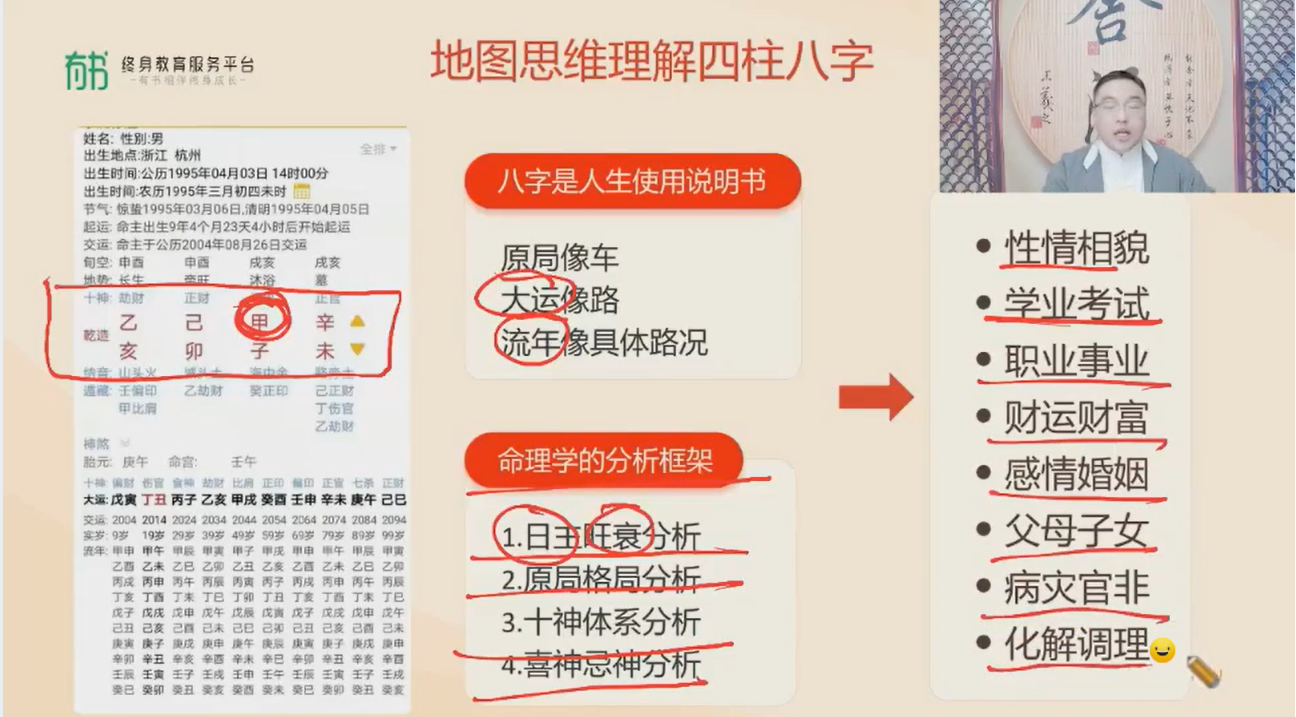 有书 终身教育服务平台
-有书相伴终身成长-
地图思维理解四柱八字
舍
王羲之
姓名: 性别:男
全排
出生地点:浙江 杭州
出生时间:公历1995年04月03日 14时00分
出生时间:农历1995年三月初四未时
节气: 惊蛰1995年03月06日,清明1995年04月05日
起运: 命主出生9年4个月23天4小时后开始起运
交运: 命主于公历2004年08月26日交运
旬空: 申酉 申酉 戌亥 戌亥
地势: 长生 帝旺 沐浴 墓
十神: 劫财 正财 正官
乾造 乙 己 甲 辛
亥 卯 子 未
纳音: 山头火 城头土 海中金 路旁土
遁藏: 壬偏印 乙劫财 癸正印 己正财
甲比肩 丁伤官
乙劫财
神煞
胎元: 庚午 命宫: 壬午
十神: 偏财 伤官 食神 劫财 比肩 正印 偏印 正官 七杀 正财
大运: 戊寅 丁丑 丙子 乙亥 甲戌 癸酉 壬申 辛未 庚午 己巳
交运: 2004 2014 2024 2034 2044 2054 2064 2074 2084 2094
实岁: 9岁 19岁 29岁 39岁 49岁 59岁 69岁 79岁 89岁 99岁
流年: 甲申 甲午 甲辰 甲寅 甲子 甲戌 甲申 甲午 甲辰 甲寅
乙酉 乙未 乙巳 乙卯 乙丑 乙亥 乙酉 乙未 乙巳 乙卯
丙戌 丙申 丙午 丙辰 丙寅 丙子 丙戌 丙申 丙午 丙辰
丁亥 丁酉 丁未 丁巳 丁卯 丁丑 丁亥 丁酉 丁未 丁巳
戊子 戊戌 戊申 戊午 戊辰 戊寅 戊子 戊戌 戊申 戊午
己丑 己亥 己酉 己未 己巳 己卯 己丑 己亥 己酉 己未
庚寅 庚子 庚戌 庚申 庚午 庚辰 庚寅 庚子 庚戌 庚申
辛卯 辛丑 辛亥 辛酉 辛未 辛巳 辛卯 辛丑 辛亥 辛酉
壬辰 壬寅 壬子 壬戌 壬申 壬午 壬辰 壬寅 壬子 壬戌
癸巳 癸卯 癸丑 癸亥 癸酉 癸未 癸巳 癸卯 癸丑 癸亥
八字是人生使用说明书
原局像车
大运像路
流年像具体路况
命理学的分析框架
1.日主旺衰分析
2.原局格局分析
3.十神体系分析
4.喜神忌神分析
● 性情相貌
● 学业考试
● 职业事业
● 财运财富
● 感情婚姻
● 父母子女
● 病灾官非
● 化解调理